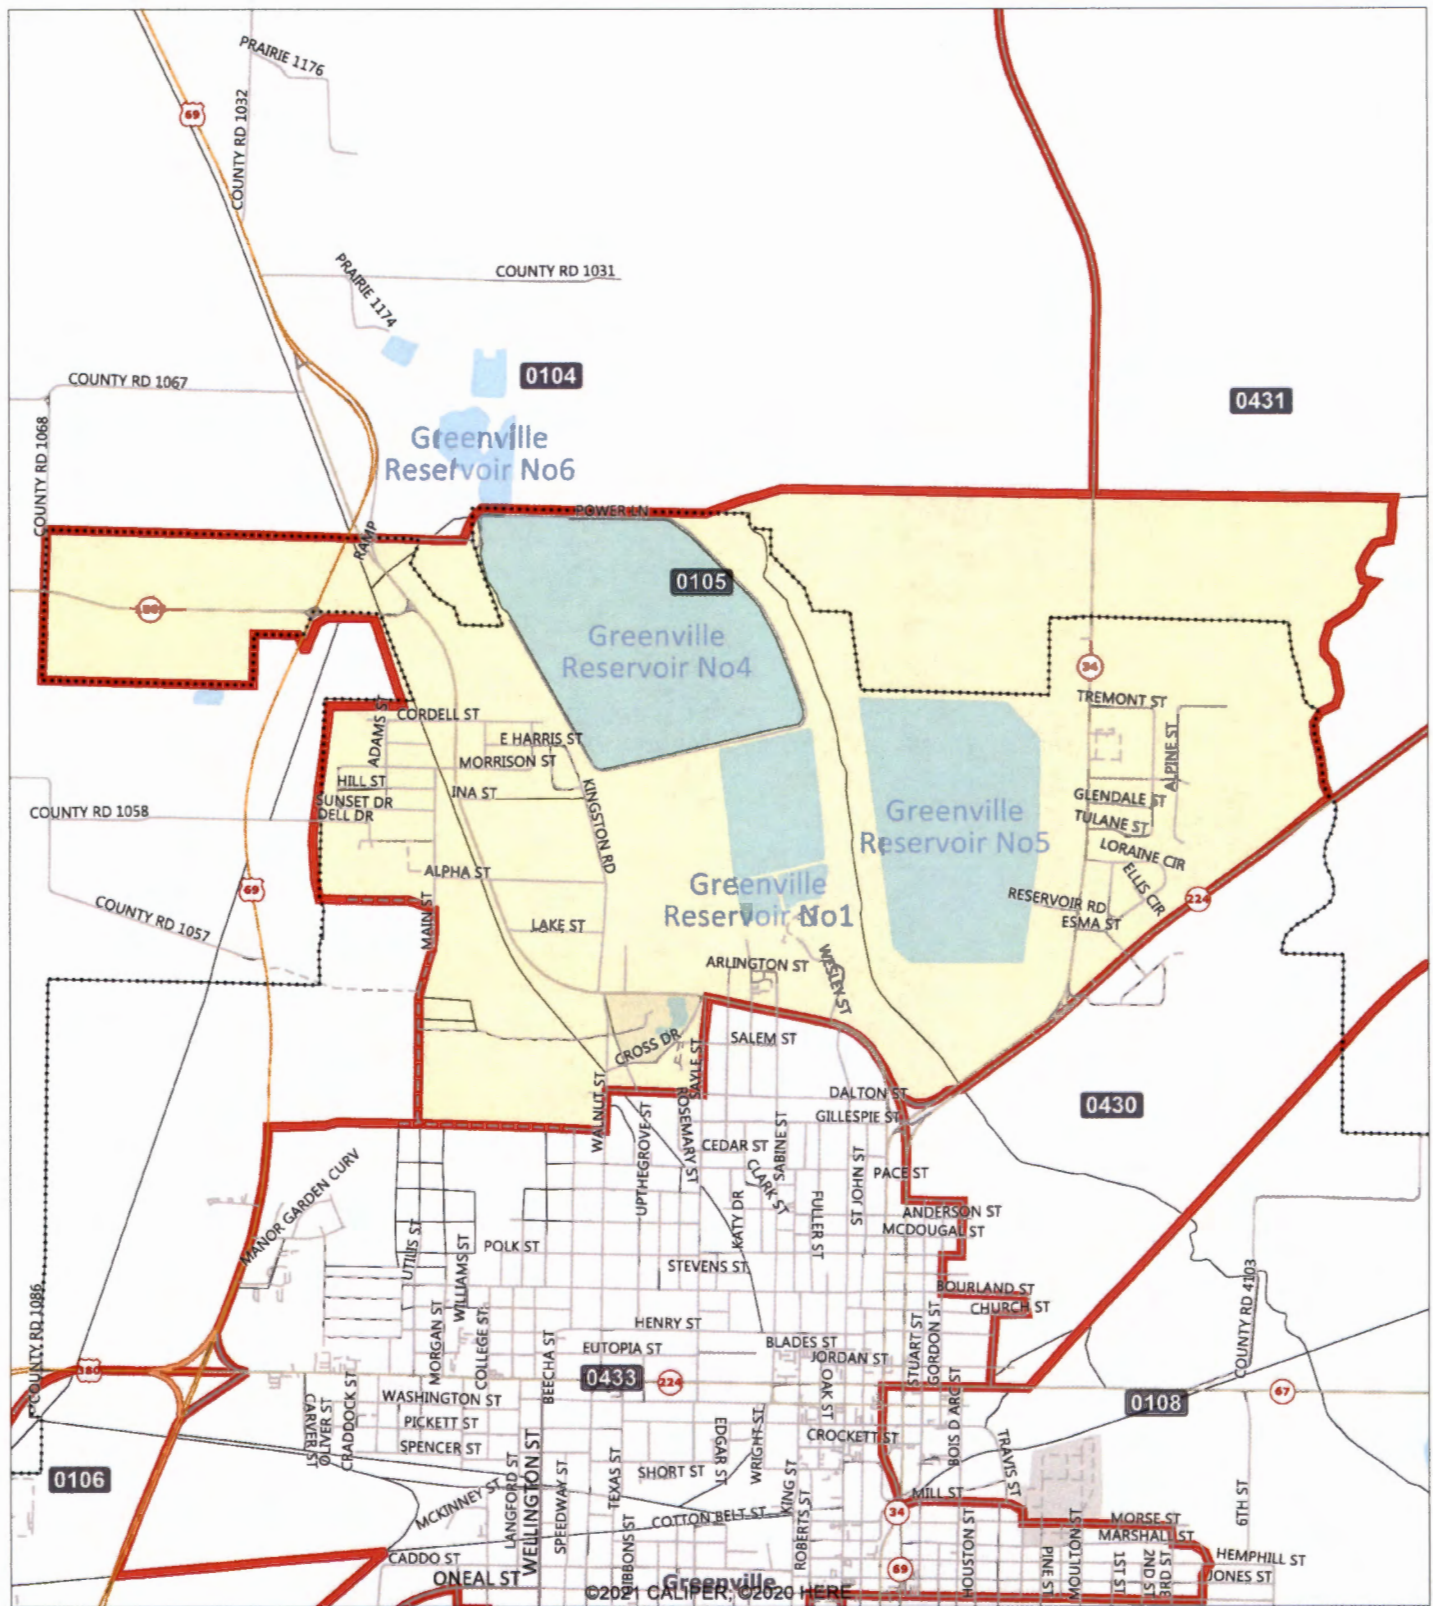 PRAIRIE 1176
69
COUNTY RD 1032
PRAIRIE 1174
COUNTY RD 1031
0104
COUNTY RD 1067
0431
COUNTY RD 1068
Greenville
Reservoir No6
POWER LN
RAMP
0105
Greenville
Reservoir No4
34
TREMONT ST
ADAMS ST
CORDELL ST
E HARRIS ST
MORRISON ST
ALPINE ST
HILL ST
INA ST
SUNSET DR
DELL DR
KINGSTON RD
GLENDALE ST
TULANE ST
COUNTY RD 1058
Greenville
Reservoir No5
LORAINE CIR
ELLIS CIR
ALPHA ST
69
Greenville
Reservoir No1
RESERVOIR RD
ESMA ST
224
COUNTY RD 1057
MAIN ST
LAKE ST
ARLINGTON ST
WESLEY ST
CROSS DR
SALEM ST
SAYLE ST
DALTON ST
GILLESPIE ST
0430
WALNUT ST
UPTHEGROVE ST
ROSEMARY ST
CEDAR ST
SABINE ST
CLARK ST
KATY DR
FULLER ST
ST JOHN ST
PACE ST
ANDERSON ST
MCDOUGAL ST
MANOR GARDEN CURV
UTILIS ST
WILLIAMS ST
POLK ST
STEVENS ST
BOURLAND ST
CHURCH ST
COUNTY RD 4103
COUNTY RD 1086
MORGAN ST
COLLEGE ST
HENRY ST
EUTOPIA ST
BLADES ST
JORDAN ST
STUART ST
GORDON ST
380
BEECHA ST
0433
224
OAK ST
67
0108
CARVER ST
OLIVER ST
CRADDOCK ST
WASHINGTON ST
PICKETT ST
SPENCER ST
EDGAR ST
WRIGHT ST
CROCKETT ST
BOIS D ARC ST
TRAVIS ST
0106
MCKINNEY ST
LANGFORD ST
WELLINGTON ST
SPEEDWAY ST
TEXAS ST
SHORT ST
COTTON BELT ST
KING ST
ROBERTS ST
MILL ST
34
6TH ST
MORSE ST
MARSHALL ST
HEMPHILL ST
JONES ST
CADDO ST
ONEAL ST
GIBBONS ST
69
HOUSTON ST
PINE ST
MOULTON ST
1ST ST
2ND ST
3RD ST
Greenville
©2021 CALIPER; ©2020 HERE